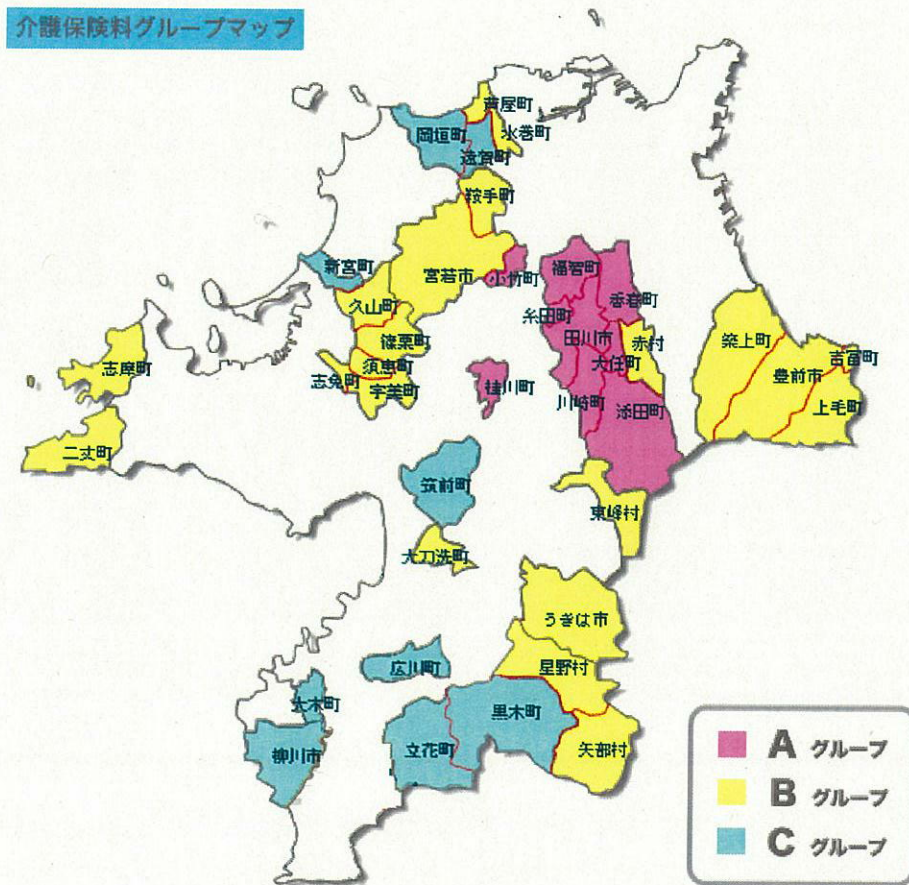 介護保険料グループマップ
芦屋町
岡垣町
水巻町
遠賀町
鞍手町
新宮町
宮若市
小竹町
福智町
香春町
久山町
糸田町
田川市
赤村
築上町
吉富町
篠栗町
大任町
志摩町
須恵町
豊前市
志免町
宇美町
桂川町
川崎町
添田町
上毛町
二丈町
筑前町
東峰村
大刀洗町
うきは市
広川町
星野村
大木町
黒木町
柳川市
立花町
矢部村
A グループ
B グループ
C グループ